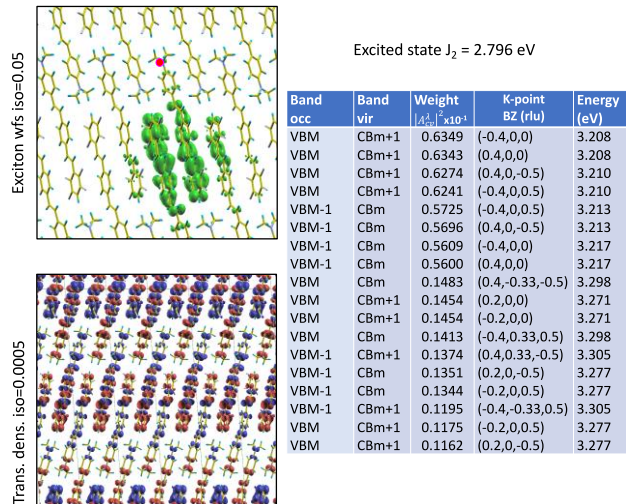 Exciton wfs iso=0.05
Trans. dens. iso=0.0005
Excited state J2 = 2.796 eV
Band occ Band vir Weight |Λλcv|²x10-1 K-point BZ (rlu) Energy (eV)
VBM CBm+1 0.6349 (-0.4,0,0) 3.208
VBM CBm+1 0.6343 (0.4,0,0) 3.208
VBM CBm+1 0.6274 (0.4,0,-0.5) 3.210
VBM CBm+1 0.6241 (-0.4,0,0.5) 3.210
VBM-1 CBm 0.5725 (-0.4,0,0.5) 3.213
VBM-1 CBm 0.5696 (0.4,0,-0.5) 3.213
VBM-1 CBm 0.5609 (-0.4,0,0) 3.217
VBM-1 CBm 0.5600 (0.4,0,0) 3.217
VBM CBm 0.1483 (0.4,-0.33,-0.5) 3.298
VBM CBm+1 0.1454 (0.2,0,0) 3.271
VBM CBm+1 0.1454 (-0.2,0,0) 3.271
VBM CBm 0.1413 (-0.4,0.33,0.5) 3.298
VBM-1 CBm+1 0.1374 (0.4,0.33,-0.5) 3.305
VBM-1 CBm 0.1351 (0.2,0,-0.5) 3.277
VBM-1 CBm 0.1344 (-0.2,0,0.5) 3.277
VBM-1 CBm+1 0.1195 (-0.4,-0.33,0.5) 3.305
VBM CBm+1 0.1175 (-0.2,0,0.5) 3.277
VBM CBm+1 0.1162 (0.2,0,-0.5) 3.277